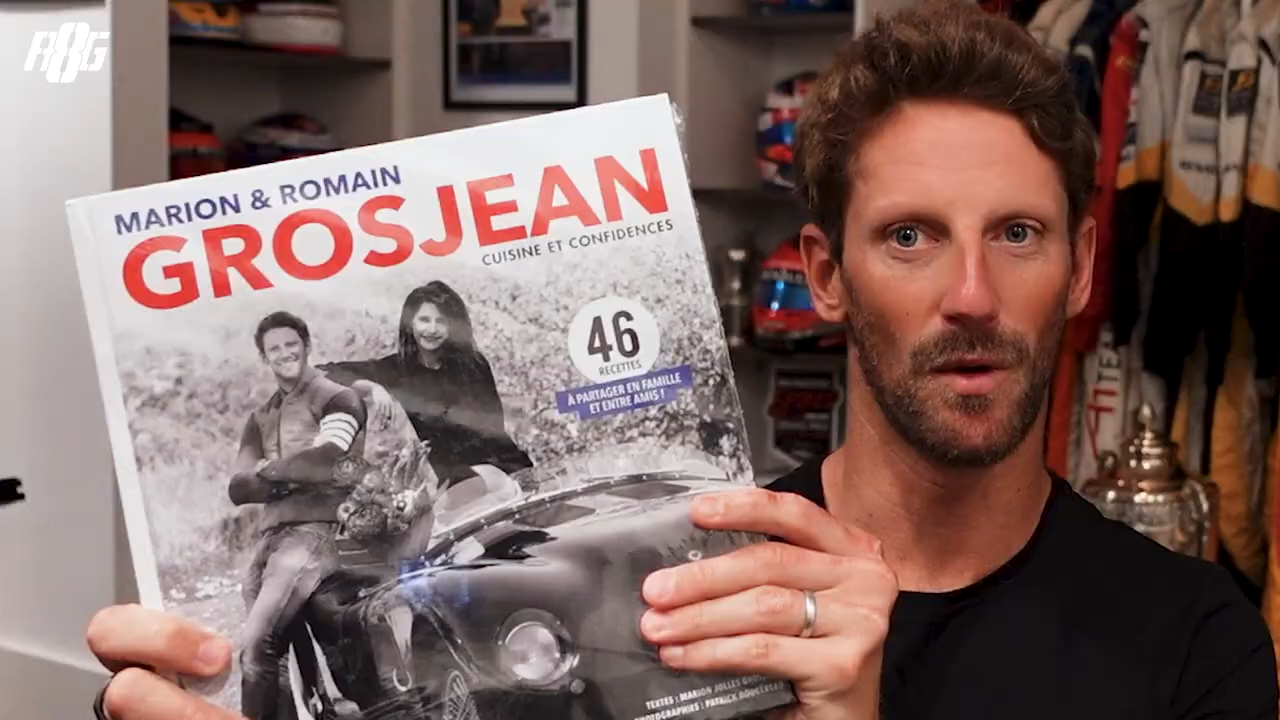 R8G
MARION & ROMAIN
GROSJEAN
CUISINE ET CONFIDENCES
46
RECETTES
À PARTAGER EN FAMILLE
ET ENTRE AMIS !
TEXTES : MARION JOLLÈS
PHOTOGRAPHIES : PATRICK